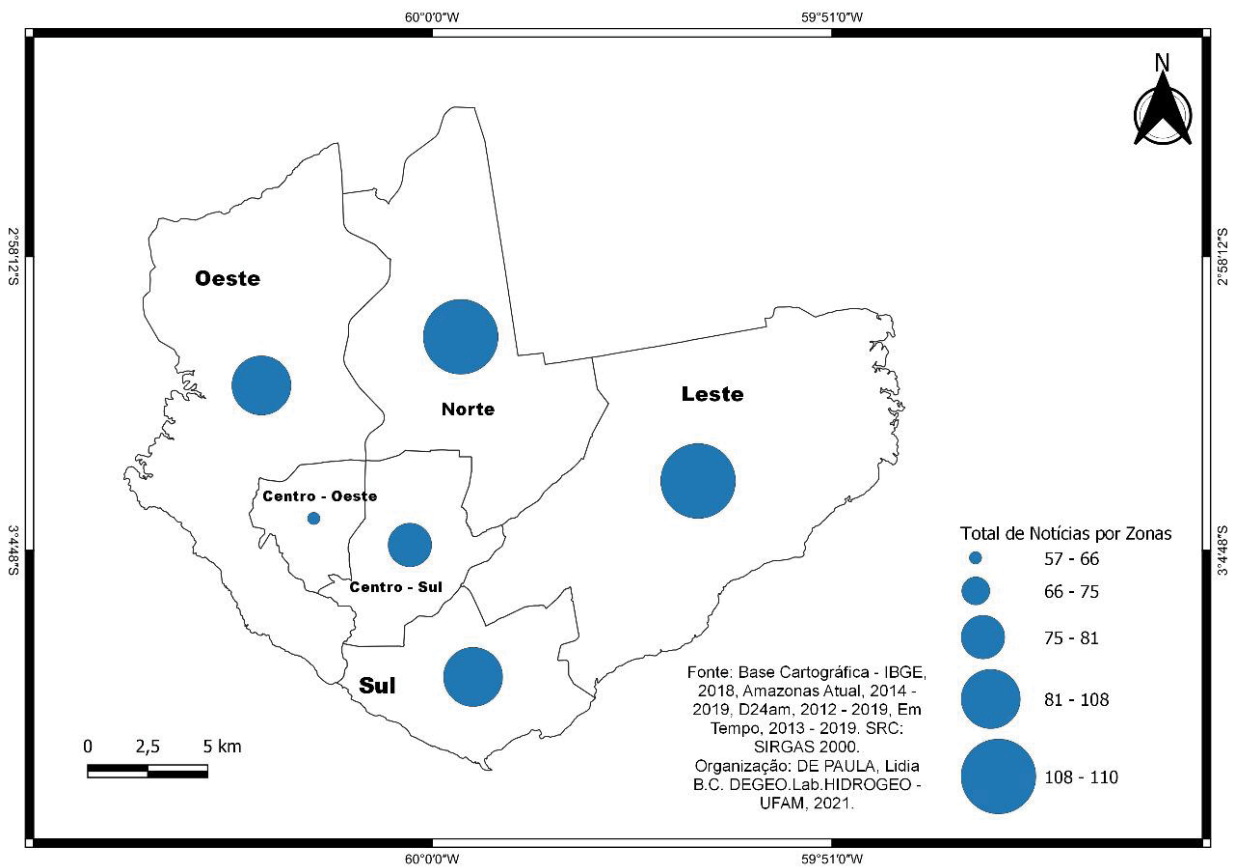 60°0'0"W
59°51'0"W
N
2°58'12"S
2°58'12"S
Oeste
Norte
Leste
Centro - Oeste
Centro - Sul
Sul
3°4'48"S
3°4'48"S
Total de Notícias por Zonas
57 - 66
66 - 75
75 - 81
81 - 108
108 - 110
Fonte: Base Cartográfica - IBGE,
2018, Amazonas Atual, 2014 -
2019, D24am, 2012 - 2019, Em
Tempo, 2013 - 2019. SRC:
SIRGAS 2000.
Organização: DE PAULA, Lidia
B.C. DEGEO.Lab.HIDROGEO -
UFAM, 2021.
0 2,5 5 km
60°0'0"W
59°51'0"W